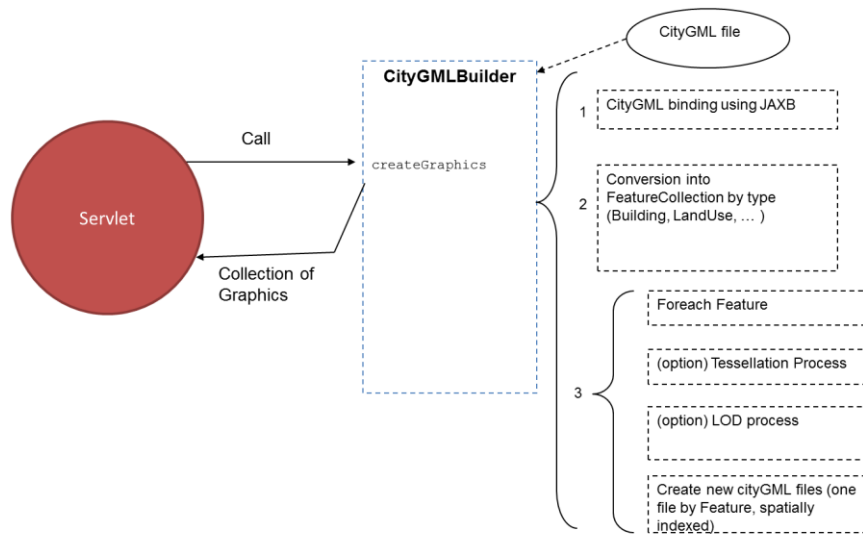 CityGML file
CityGMLBuilder
1
CityGML binding using JAXB
Call
createGraphics
2
Conversion into
FeatureCollection by type
(Building, LandUse, … )
Servlet
Collection of
Graphics
3
Foreach Feature
(option) Tessellation Process
(option) LOD process
Create new cityGML files (one
file by Feature, spatially
indexed)